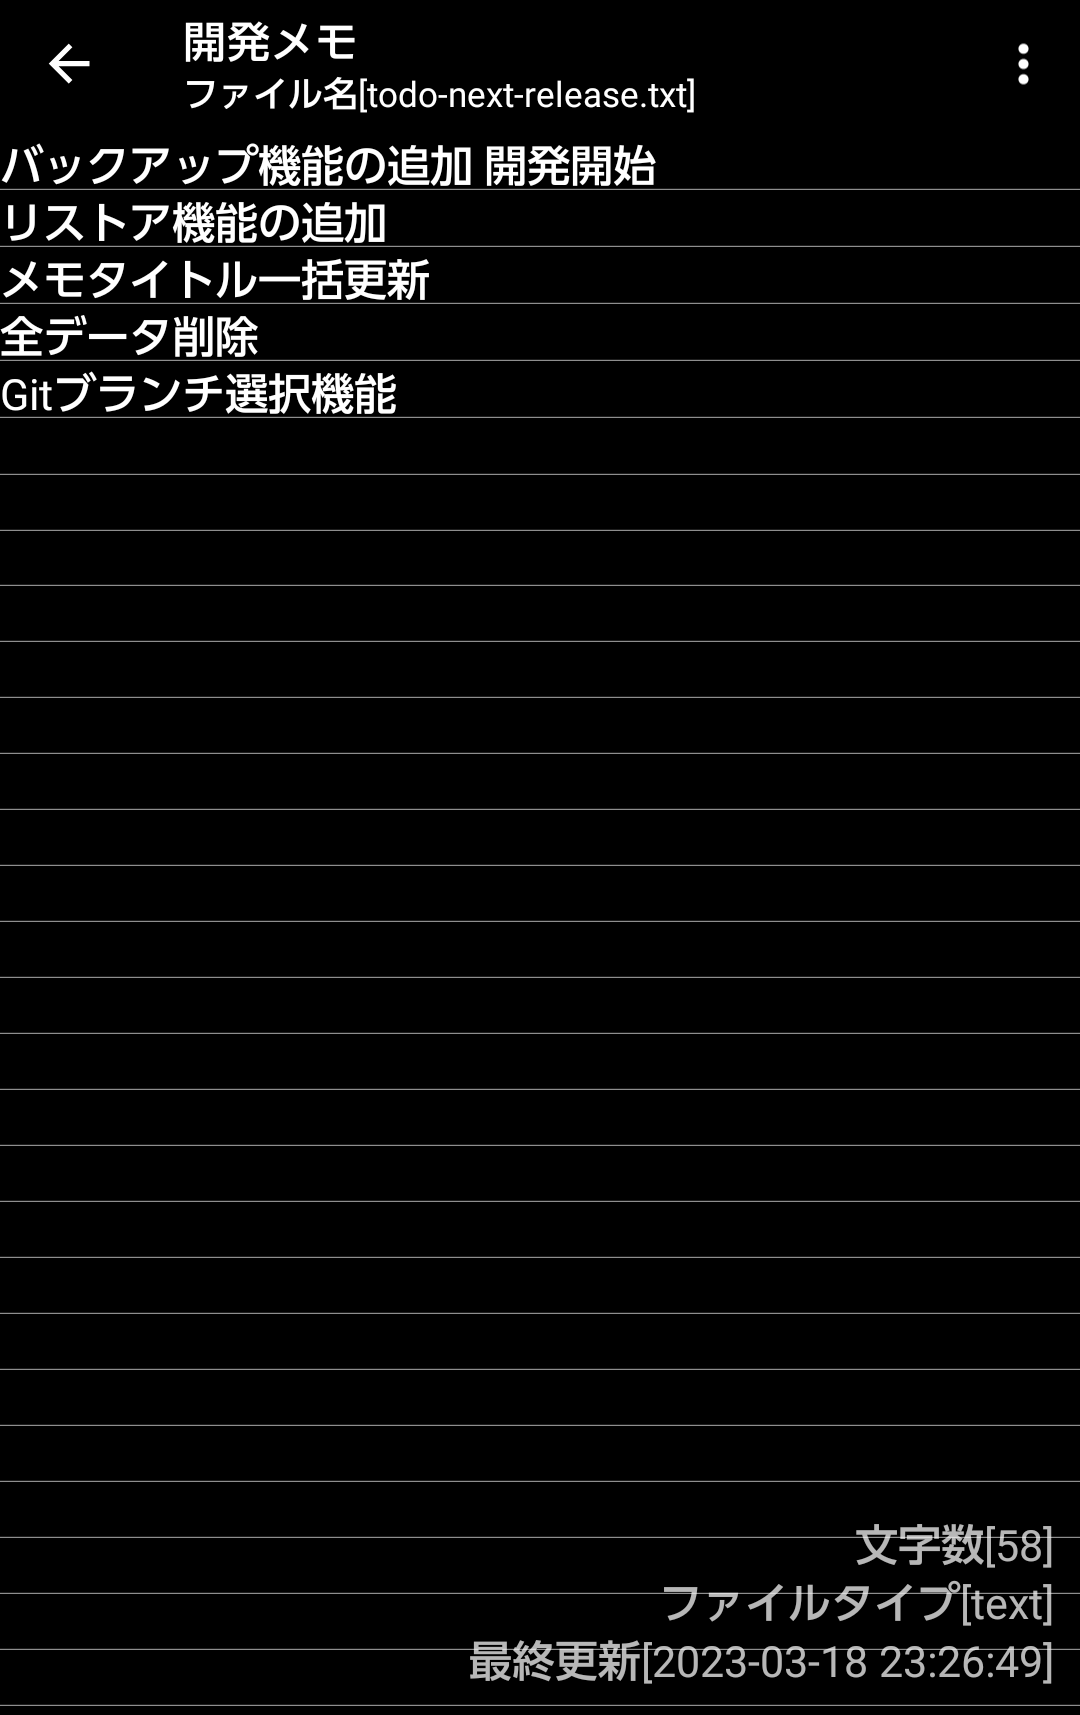 開発メモ
ファイル名[todo-next-release.txt]
バックアップ機能の追加 開発開始
リストア機能の追加
メモタイトル一括更新
全データ削除
Gitブランチ選択機能
文字数[58]
ファイルタイプ[text]
最終更新[2023-03-18 23:26:49]